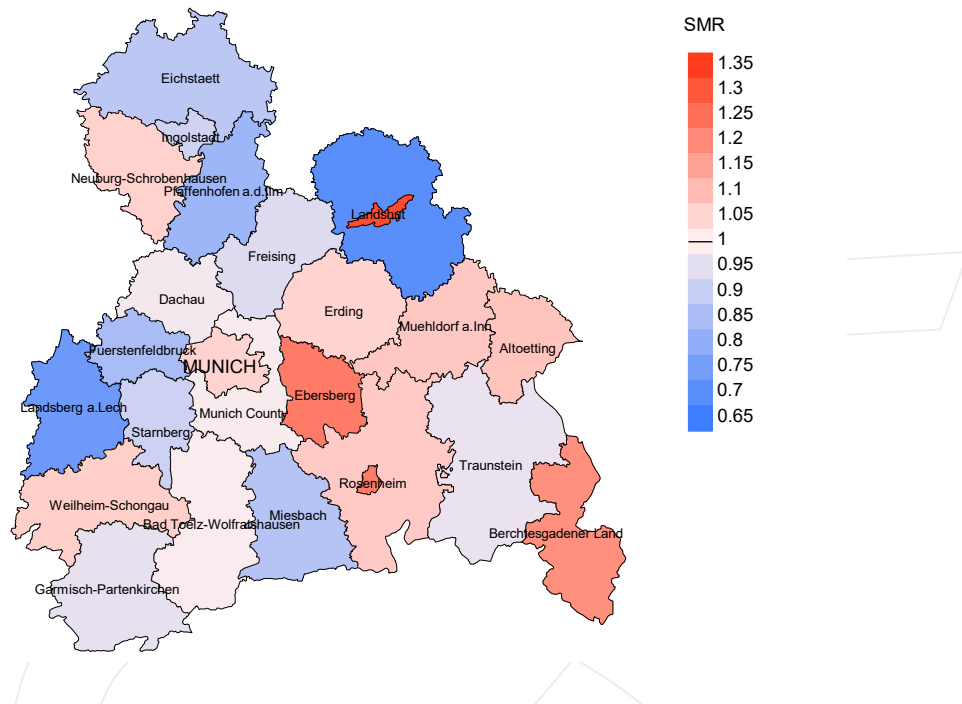 SMR
1.35
1.3
1.25
1.2
1.15
1.1
1.05
1
0.95
0.9
0.85
0.8
0.75
0.7
0.65
Eichstaett
Ingolstadt
Neuburg-Schrobenhausen
Pfaffenhofen a.d.Ilm
Landshut
Freising
Dachau
Erding
Muehldorf a.Inn
Altoetting
Fuerstenfeldbruck
MUNICH
Ebersberg
Landsberg a.Lech
Munich County
Starnberg
Traunstein
Rosenheim
Weilheim-Schongau
Miesbach
Bad Toelz-Wolfratshausen
Berchtesgadener Land
Garmisch-Partenkirchen